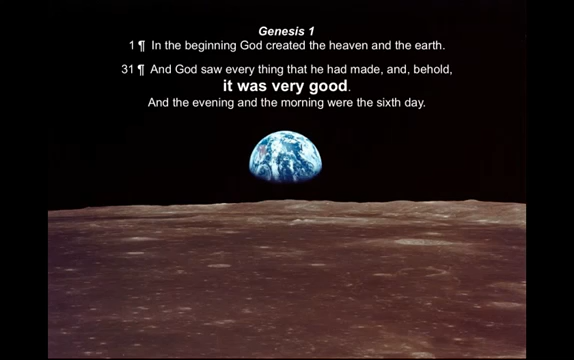 Genesis 1
1 ¶ In the beginning God created the heaven and the earth.
31 ¶ And God saw every thing that he had made, and, behold,
it was very good.
And the evening and the morning were the sixth day.